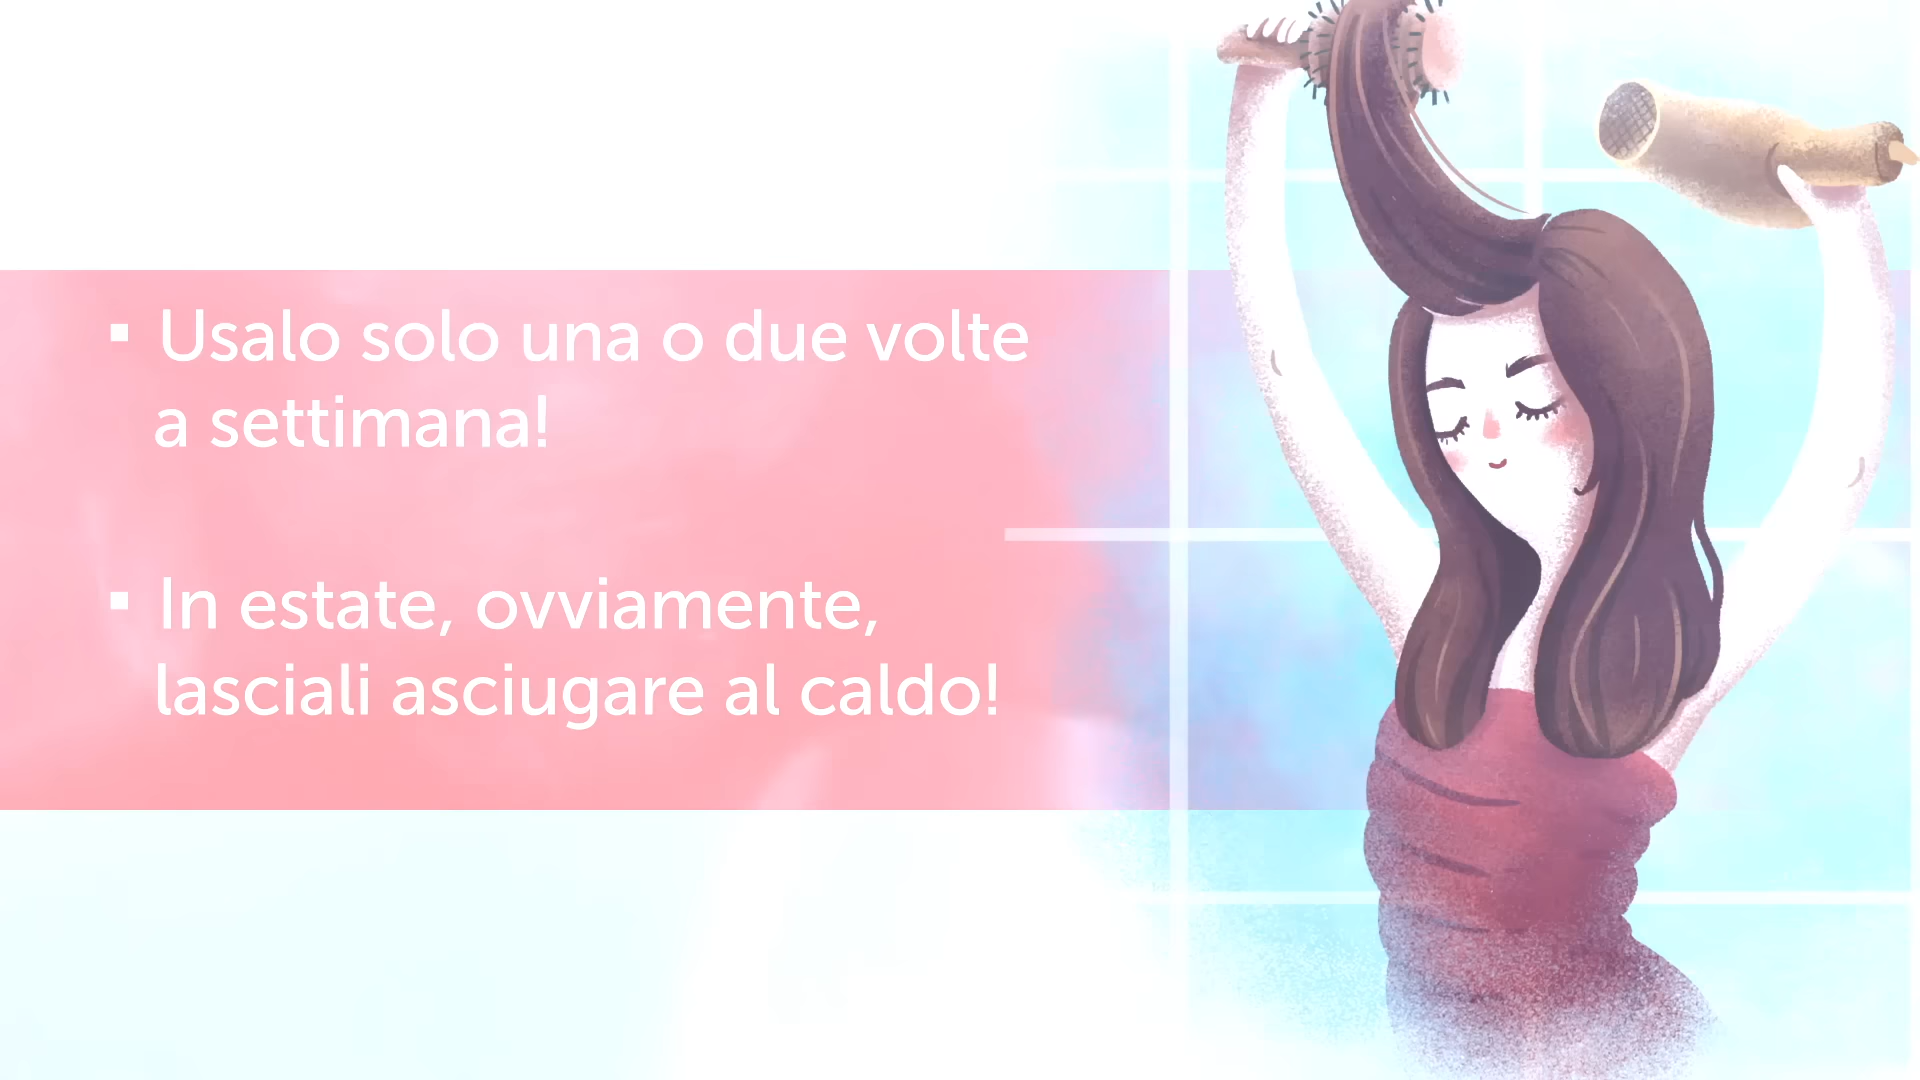 ▪ Usalo solo una o due volte
a settimana!
▪ In estate, ovviamente,
lasciali asciugare al caldo!